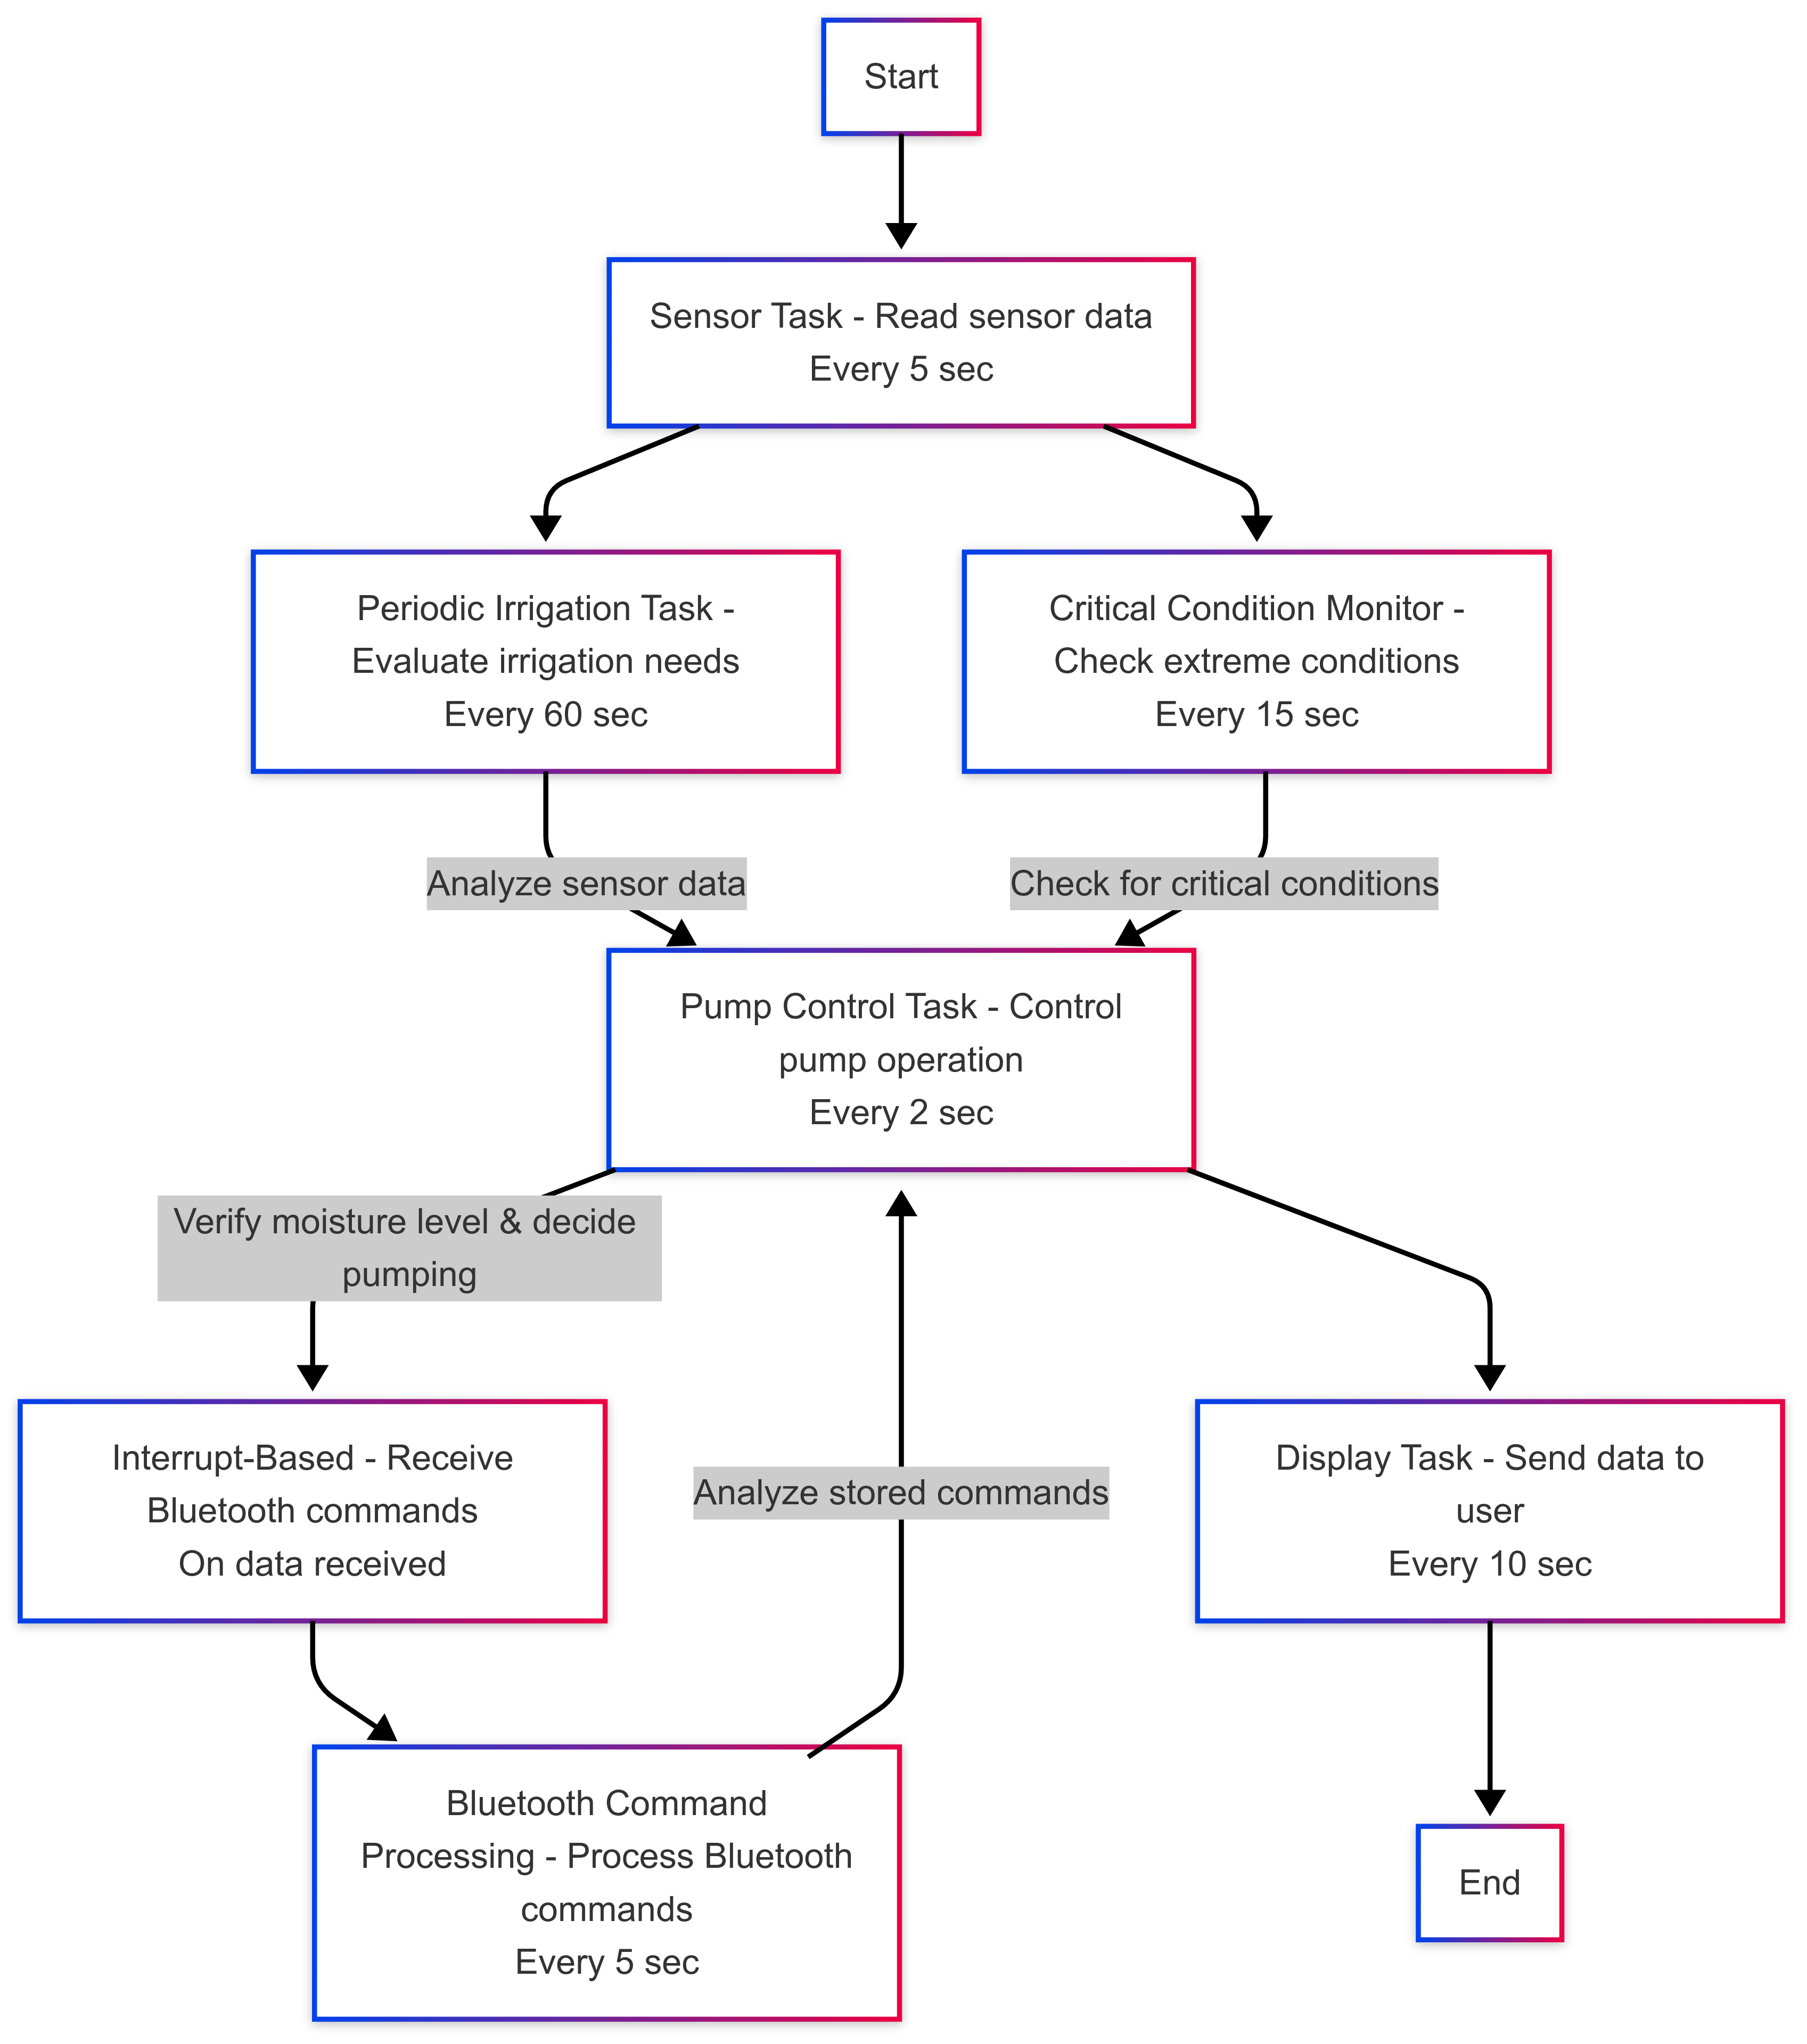 Start
Sensor Task - Read sensor data
Every 5 sec
Periodic Irrigation Task -
Evaluate irrigation needs
Every 60 sec
Critical Condition Monitor -
Check extreme conditions
Every 15 sec
Analyze sensor data
Check for critical conditions
Pump Control Task - Control
pump operation
Every 2 sec
Verify moisture level & decide
pumping
Interrupt-Based - Receive
Bluetooth commands
On data received
Analyze stored commands
Display Task - Send data to
user
Every 10 sec
Bluetooth Command
Processing - Process Bluetooth
commands
Every 5 sec
End